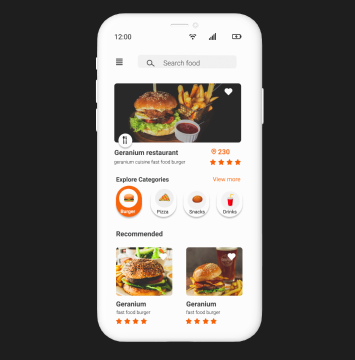 12:00
Search food
Geranium restaurant
230
geranium cuisine fast food burger
Explore Categories
View more
Burger
Pizza
Snacks
Drinks
Recommended
Geranium
Geranium
fast food burger
fast food burger